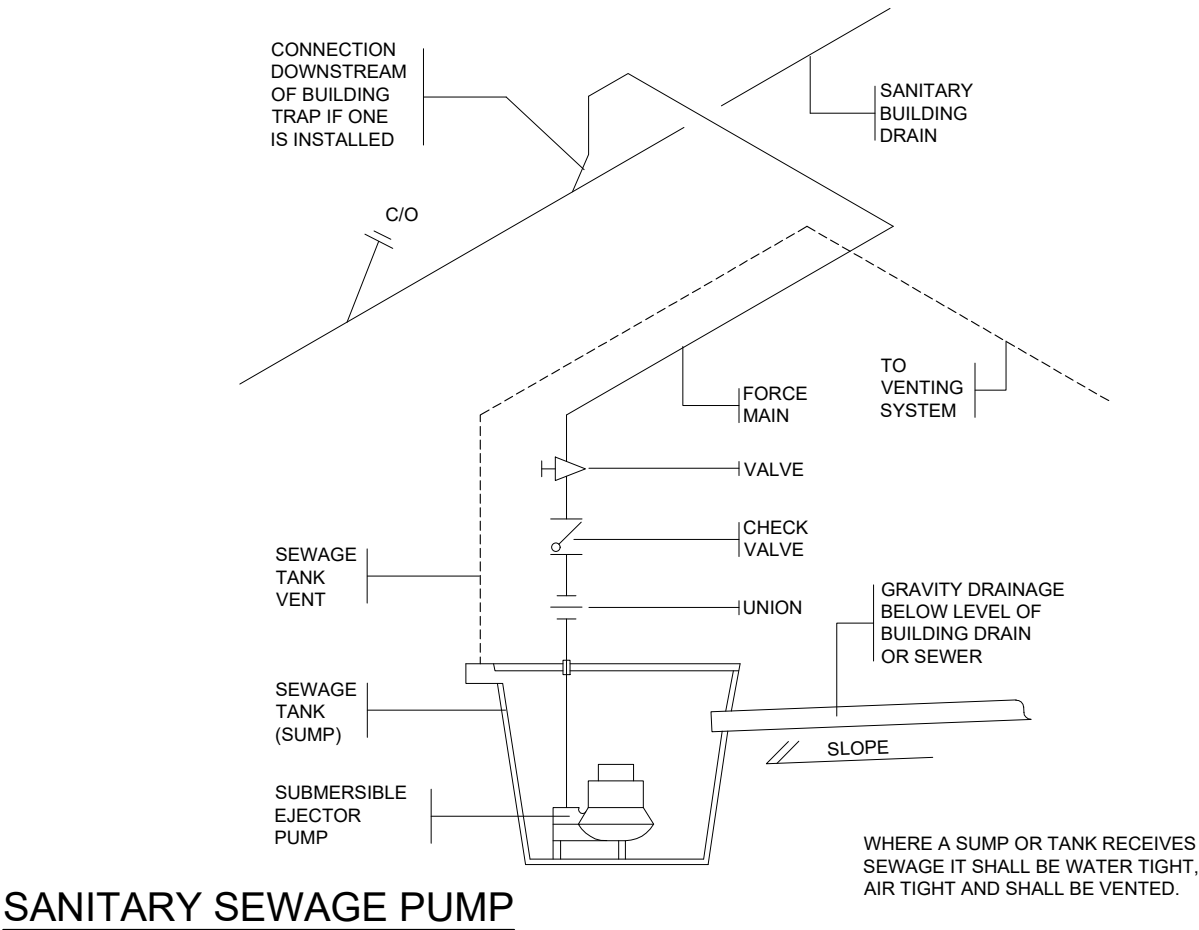 CONNECTION
DOWNSTREAM
OF BUILDING
TRAP IF ONE
IS INSTALLED
SANITARY
BUILDING
DRAIN
C/O
TO
VENTING
SYSTEM
FORCE
MAIN
VALVE
CHECK
VALVE
SEWAGE
TANK
VENT
UNION
GRAVITY DRAINAGE
BELOW LEVEL OF
BUILDING DRAIN
OR SEWER
SEWAGE
TANK
(SUMP)
SLOPE
SUBMERSIBLE
EJECTOR
PUMP
WHERE A SUMP OR TANK RECEIVES
SEWAGE IT SHALL BE WATER TIGHT,
AIR TIGHT AND SHALL BE VENTED.
SANITARY SEWAGE PUMP